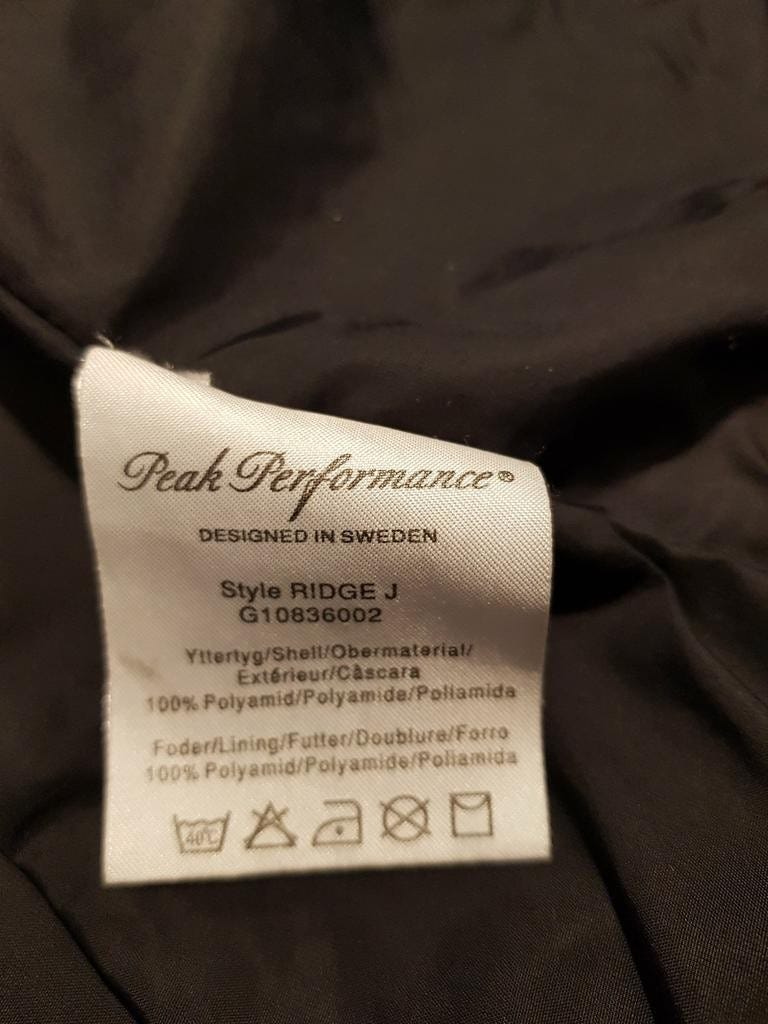 Peak Performance®
DESIGNED IN SWEDEN
Style RIDGE J
G10836002
Yttertyg/Shell/Obermaterial/
Extérieur/Càscara
100% Polyamid/Polyamide/Poliamida
Foder/Lining/Futter/Doublure/Forro
100% Polyamid/Polyamide/Poliamida
40°C